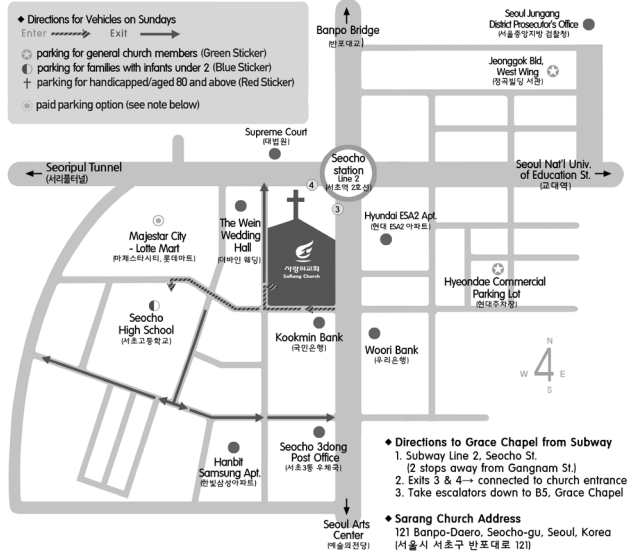 ◆ Directions for Vehicles on Sundays
Enter Exit
parking for general church members (Green Sticker)
parking for families with infants under 2 (Blue Sticker)
parking for handicapped/aged 80 and above (Red Sticker)
paid parking option (see note below)
Banpo Bridge
(반포대교)
Seoul Jungang
District Prosecutor's Office
(서울중앙지방 검찰청)
Jeonggok Bld,
West Wing
(정곡빌딩 서관)
Supreme Court
(대법원)
Seocho
station
Line 2
(서초역 2호선)
4
3
Seoripul Tunnel
(서리풀터널)
Seoul Nat'l Univ.
of Education St.
(교대역)
The Wein
Wedding
Hall
(더바인 웨딩)
Majestar City
- Lotte Mart
(마제스타시티, 롯데마트)
사랑의교회
SaRang Church
Hyundai ESA2 Apt.
(현대 ESA2 아파트)
Hyeondae Commercial
Parking Lot
(현대주차장)
Seocho
High School
(서초고등학교)
Kookmin Bank
(국민은행)
Woori Bank
(우리은행)
N
W 4 E
S
Hanbit
Samsung Apt.
(한빛삼성아파트)
Seocho 3dong
Post Office
(서초3동 우체국)
Seoul Arts
Center
(예술의전당)
◆ Directions to Grace Chapel from Subway
1. Subway Line 2, Seocho St.
(2 stops away from Gangnam St.)
2. Exits 3 & 4→ connected to church entrance
3. Take escalators down to B5, Grace Chapel
◆ Sarang Church Address
121 Banpo-Daero, Seocho-gu, Seoul, Korea
(서울시 서초구 반포대로 121)